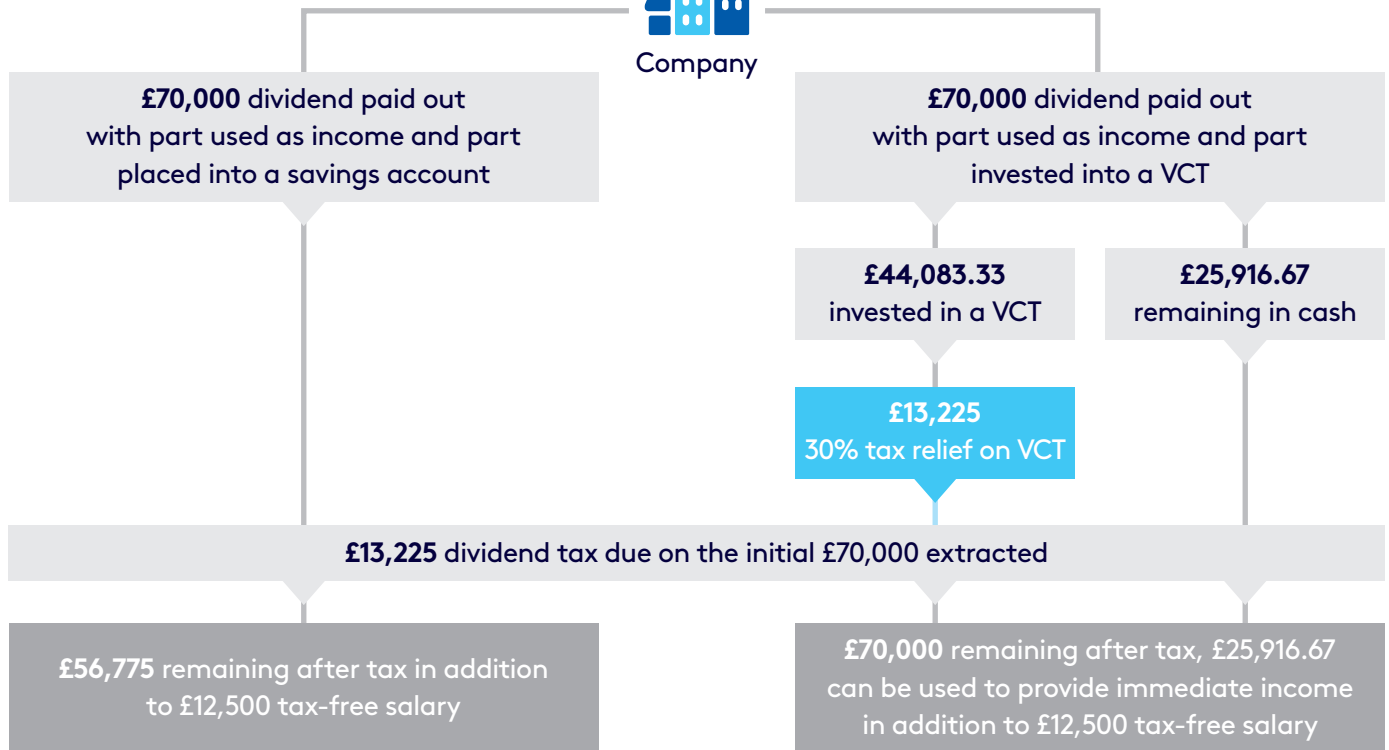 Company
£70,000 dividend paid out
with part used as income and part
placed into a savings account
£70,000 dividend paid out
with part used as income and part
invested into a VCT
£44,083.33
invested in a VCT
£25,916.67
remaining in cash
£13,225
30% tax relief on VCT
£13,225 dividend tax due on the initial £70,000 extracted
£56,775 remaining after tax in addition
to £12,500 tax-free salary
£70,000 remaining after tax, £25,916.67
can be used to provide immediate income
in addition to £12,500 tax-free salary